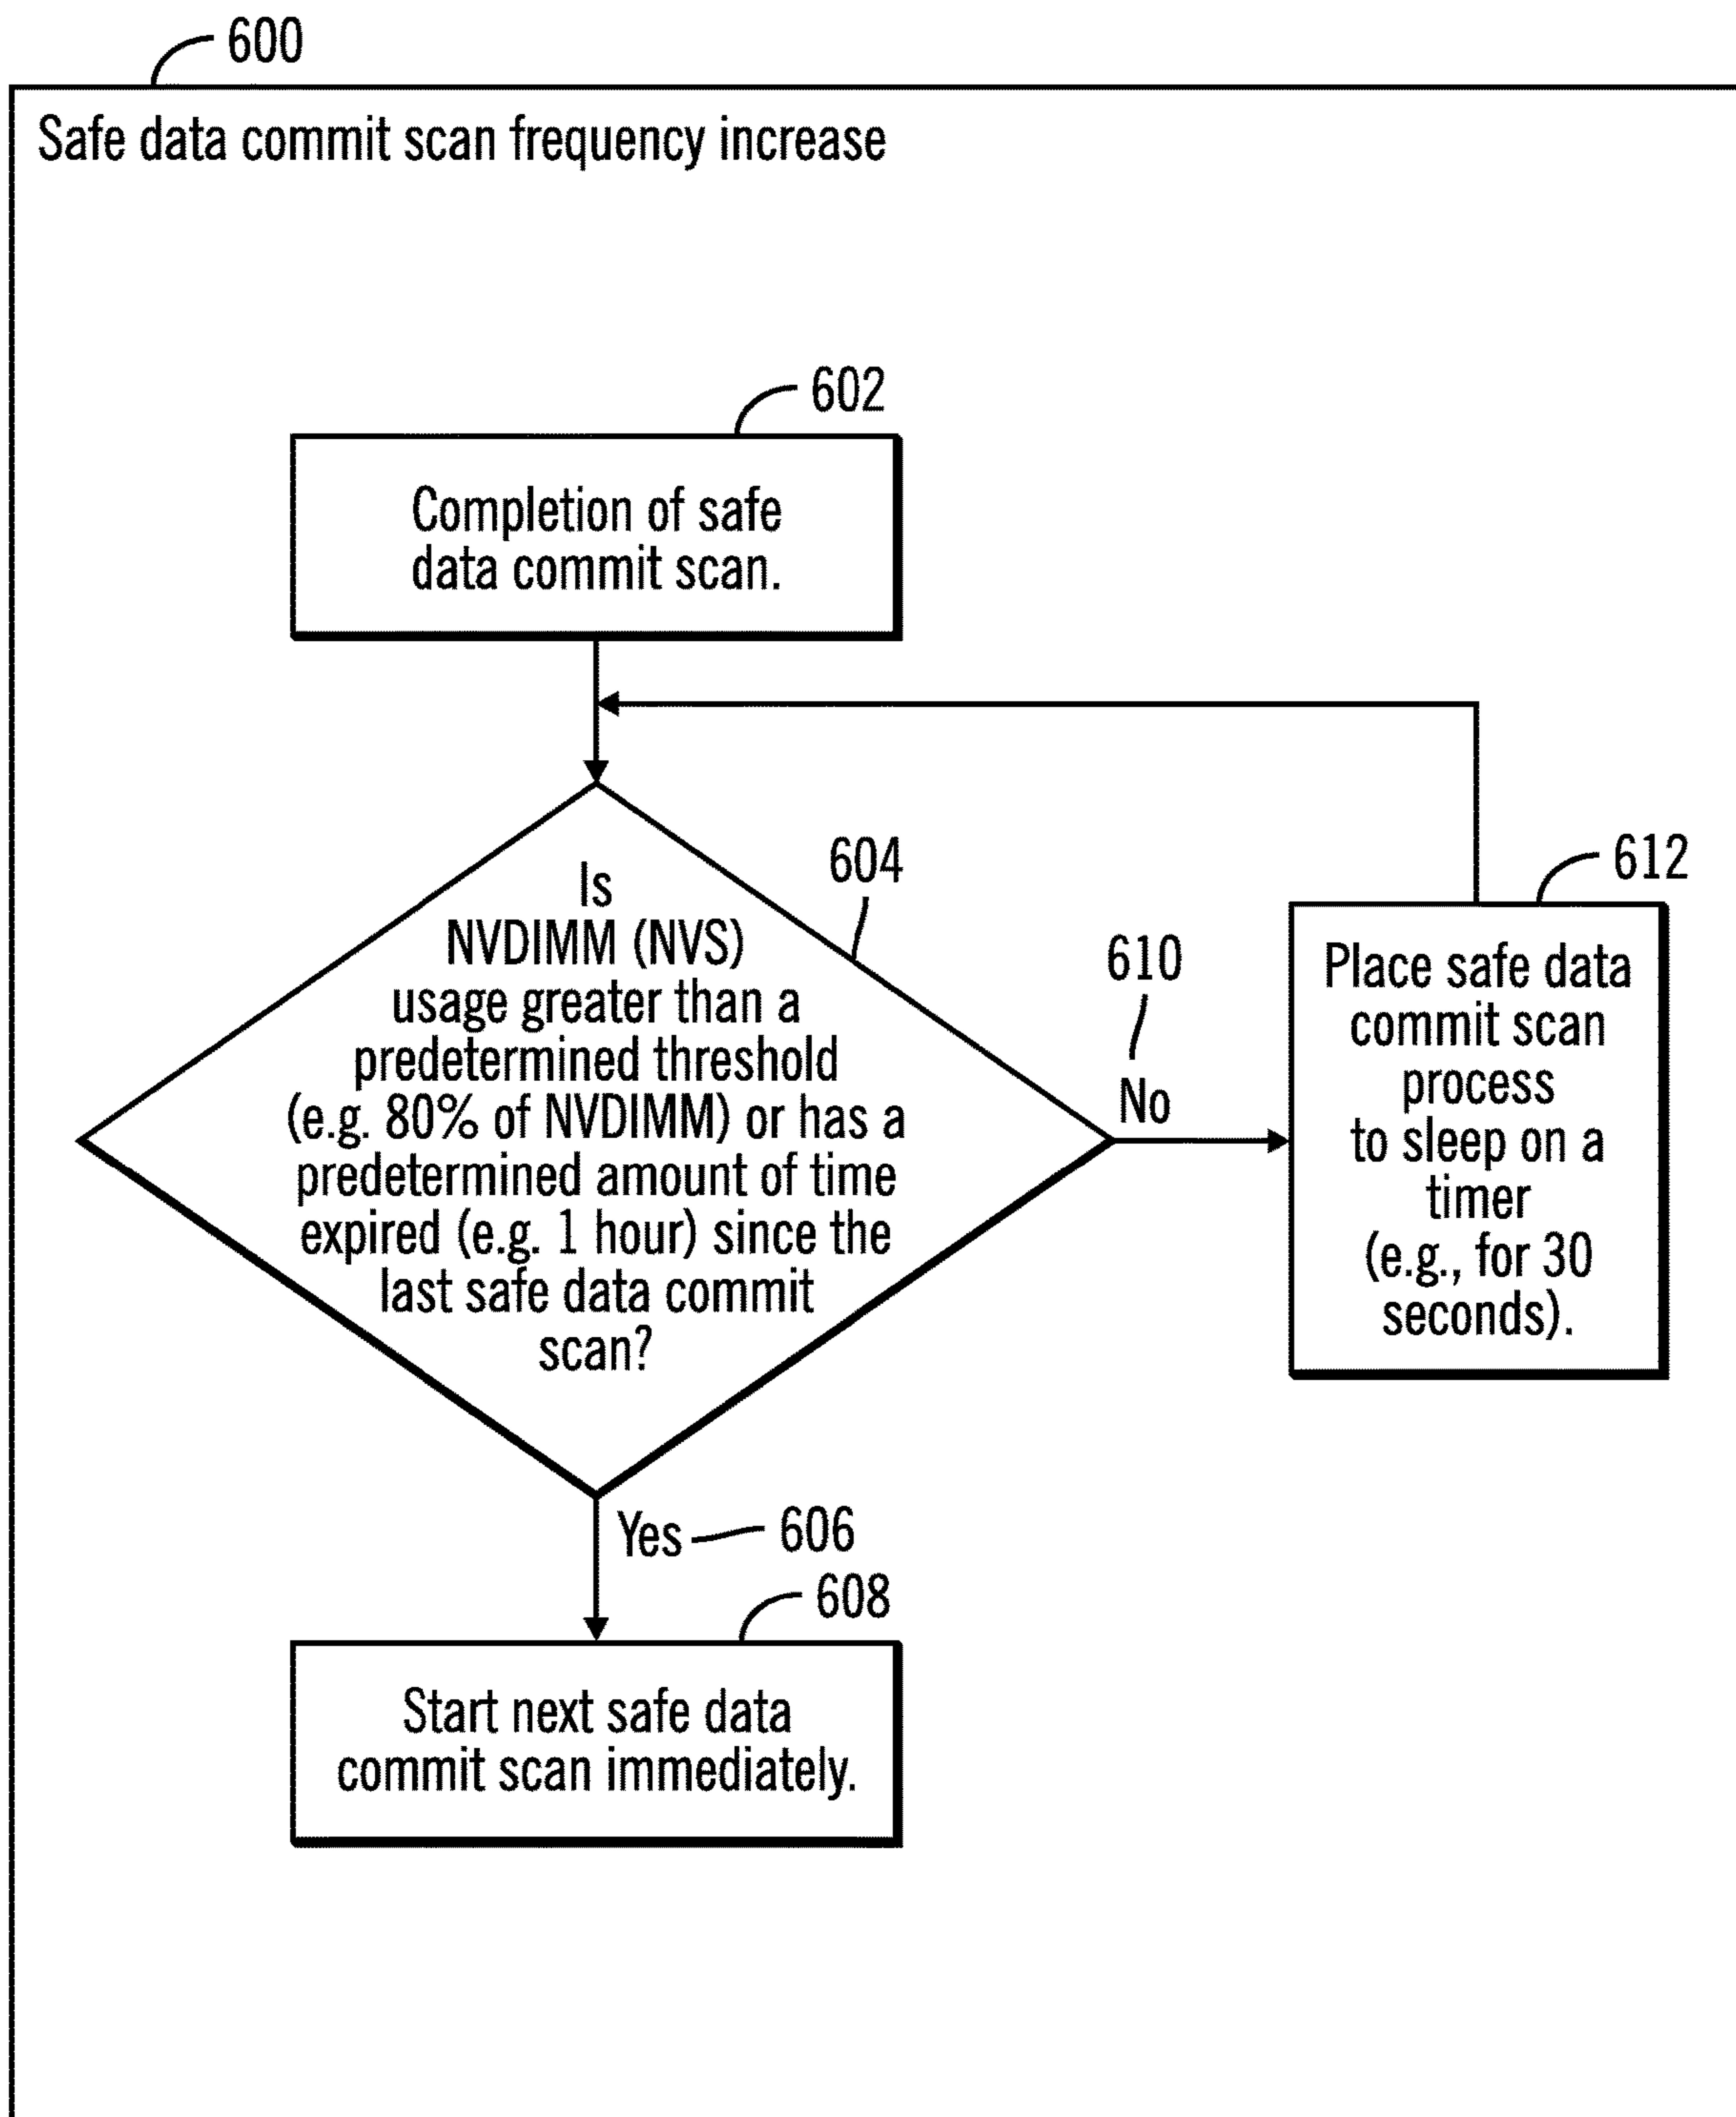 600
Safe data commit scan frequency increase
602
Completion of safe
data commit scan.
604
Is
NVDIMM (NVS)
usage greater than a
predetermined threshold
(e.g. 80% of NVDIMM) or has a
predetermined amount of time
expired (e.g. 1 hour) since the
last safe data commit
scan?
610
No
612
Place safe data
commit scan
process
to sleep on a
timer
(e.g., for 30
seconds).
Yes
606
608
Start next safe data
commit scan immediately.